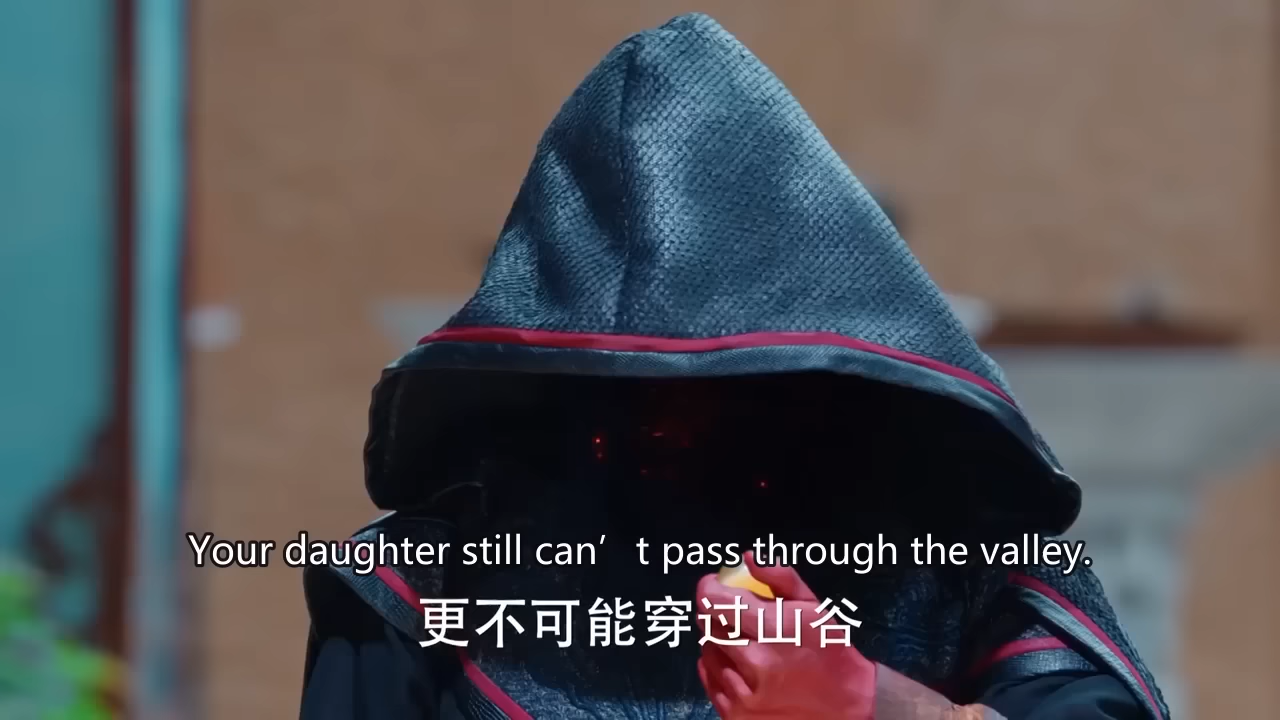 Your daughter still can’t pass through the valley.
更不可能穿过山谷